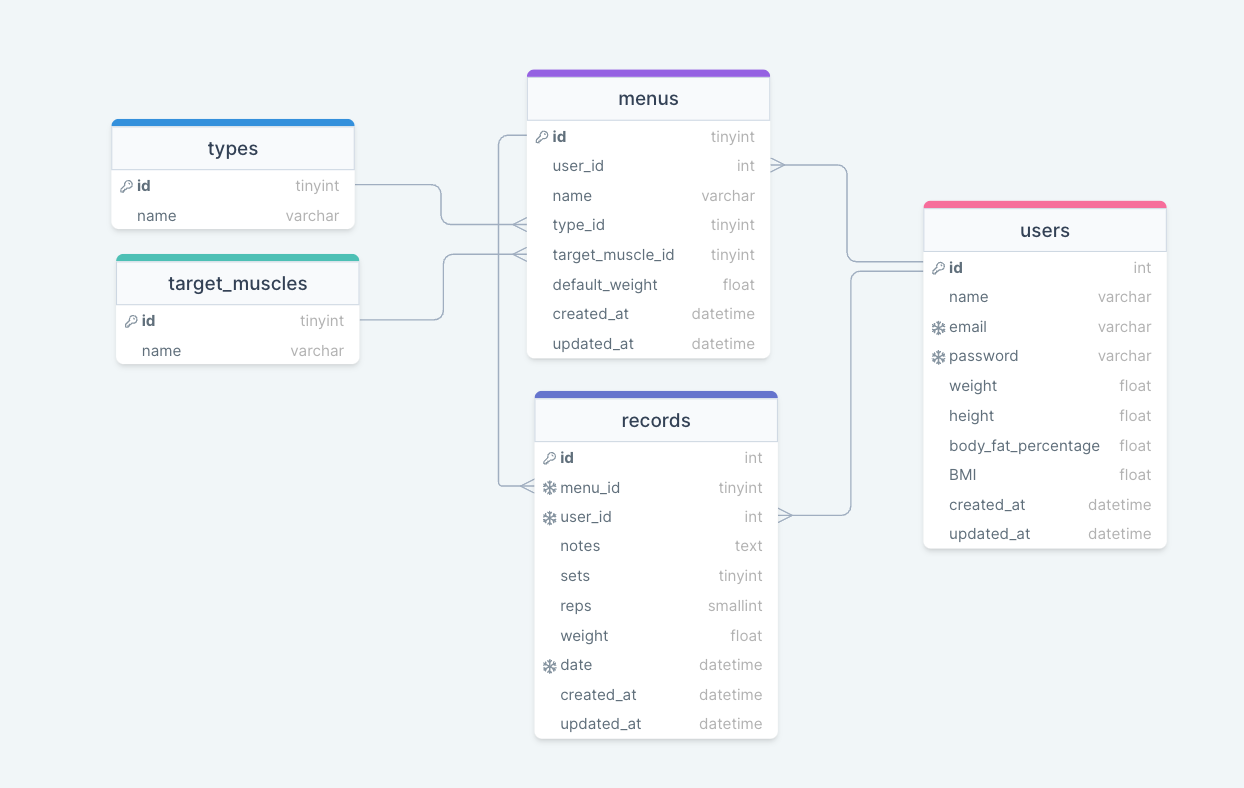 types
id tinyint
name varchar
target_muscles
id tinyint
name varchar
menus
id tinyint
user_id int
name varchar
type_id tinyint
target_muscle_id tinyint
default_weight float
created_at datetime
updated_at datetime
records
id int
menu_id tinyint
user_id int
notes text
sets tinyint
reps smallint
weight float
date datetime
created_at datetime
updated_at datetime
users
id int
name varchar
email varchar
password varchar
weight float
height float
body_fat_percentage float
BMI float
created_at datetime
updated_at datetime